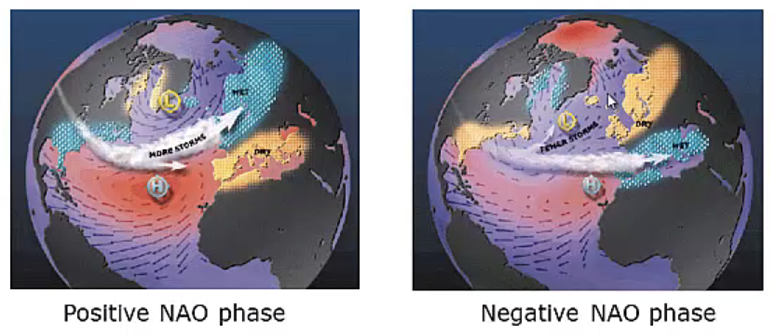 WET
L
MORE STORMS
DRY
H
L
FEWER STORMS
DRY
WET
H
Positive NAO phase
Negative NAO phase